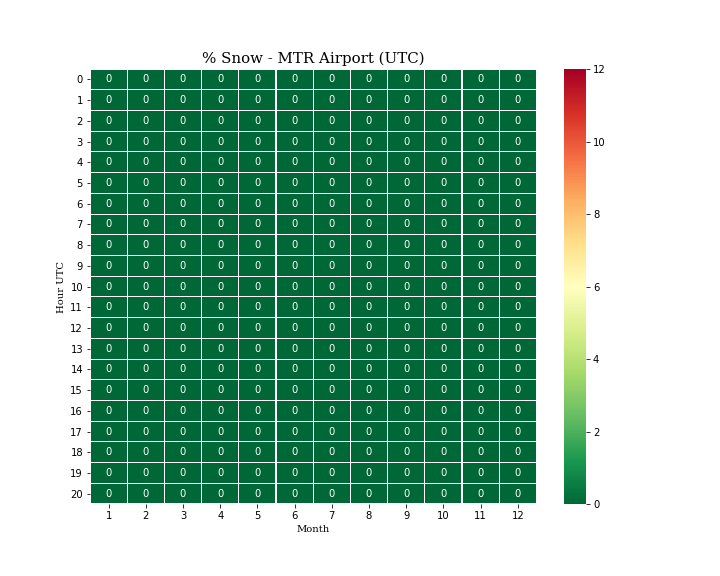 % Snow - MTR Airport (UTC)
0 0 0 0 0 0 0 0 0 0 0 0 0 12
1 0 0 0 0 0 0 0 0 0 0 0 0
2 0 0 0 0 0 0 0 0 0 0 0 0
3 0 0 0 0 0 0 0 0 0 0 0 0 10
4 0 0 0 0 0 0 0 0 0 0 0 0
5 0 0 0 0 0 0 0 0 0 0 0 0
6 0 0 0 0 0 0 0 0 0 0 0 0
7 0 0 0 0 0 0 0 0 0 0 0 0 8
8 0 0 0 0 0 0 0 0 0 0 0 0
9 0 0 0 0 0 0 0 0 0 0 0 0
Hour UTC
10 0 0 0 0 0 0 0 0 0 0 0 0 6
11 0 0 0 0 0 0 0 0 0 0 0 0
12 0 0 0 0 0 0 0 0 0 0 0 0
13 0 0 0 0 0 0 0 0 0 0 0 0
14 0 0 0 0 0 0 0 0 0 0 0 0 4
15 0 0 0 0 0 0 0 0 0 0 0 0
16 0 0 0 0 0 0 0 0 0 0 0 0
17 0 0 0 0 0 0 0 0 0 0 0 0 2
18 0 0 0 0 0 0 0 0 0 0 0 0
19 0 0 0 0 0 0 0 0 0 0 0 0
20 0 0 0 0 0 0 0 0 0 0 0 0 0
1 2 3 4 5 6 7 8 9 10 11 12
Month